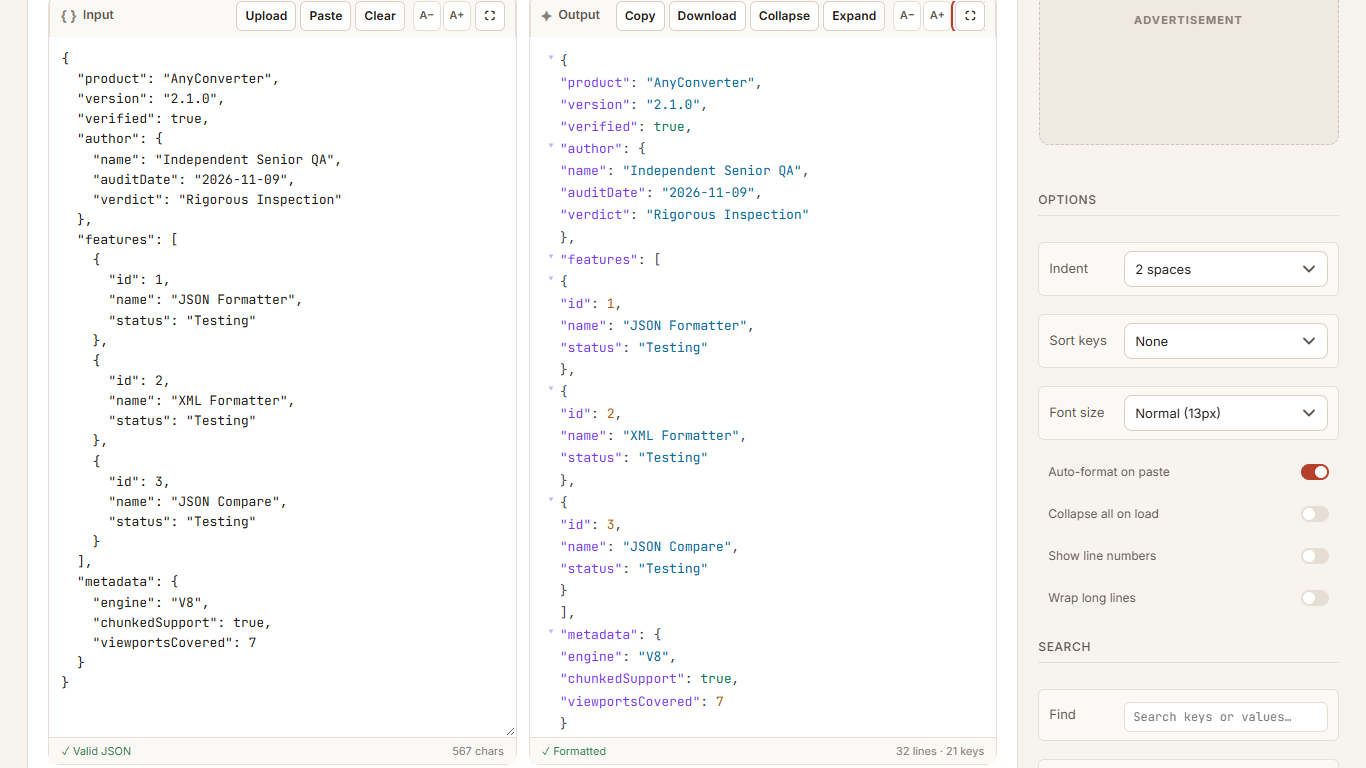 { } Input
Upload
Paste
Clear
A−
A+
{
  "product": "AnyConverter",
  "version": "2.1.0",
  "verified": true,
  "author": {
    "name": "Independent Senior QA",
    "auditDate": "2026-11-09",
    "verdict": "Rigorous Inspection"
  },
  "features": [
    {
      "id": 1,
      "name": "JSON Formatter",
      "status": "Testing"
    },
    {
      "id": 2,
      "name": "XML Formatter",
      "status": "Testing"
    },
    {
      "id": 3,
      "name": "JSON Compare",
      "status": "Testing"
    }
  ],
  "metadata": {
    "engine": "V8",
    "chunkedSupport": true,
    "viewportsCovered": 7
  }
}
✓ Valid JSON
567 chars
Output
Copy
Download
Collapse
Expand
A−
A+
{
"product": "AnyConverter",
"version": "2.1.0",
"verified": true,
"author": {
"name": "Independent Senior QA",
"auditDate": "2026-11-09",
"verdict": "Rigorous Inspection"
},
"features": [
{
"id": 1,
"name": "JSON Formatter",
"status": "Testing"
},
{
"id": 2,
"name": "XML Formatter",
"status": "Testing"
},
{
"id": 3,
"name": "JSON Compare",
"status": "Testing"
}
],
"metadata": {
"engine": "V8",
"chunkedSupport": true,
"viewportsCovered": 7
}
✓ Formatted
32 lines · 21 keys
ADVERTISEMENT
OPTIONS
Indent
2 spaces
Sort keys
None
Font size
Normal (13px)
Auto-format on paste
Collapse all on load
Show line numbers
Wrap long lines
SEARCH
Find
Search keys or values…